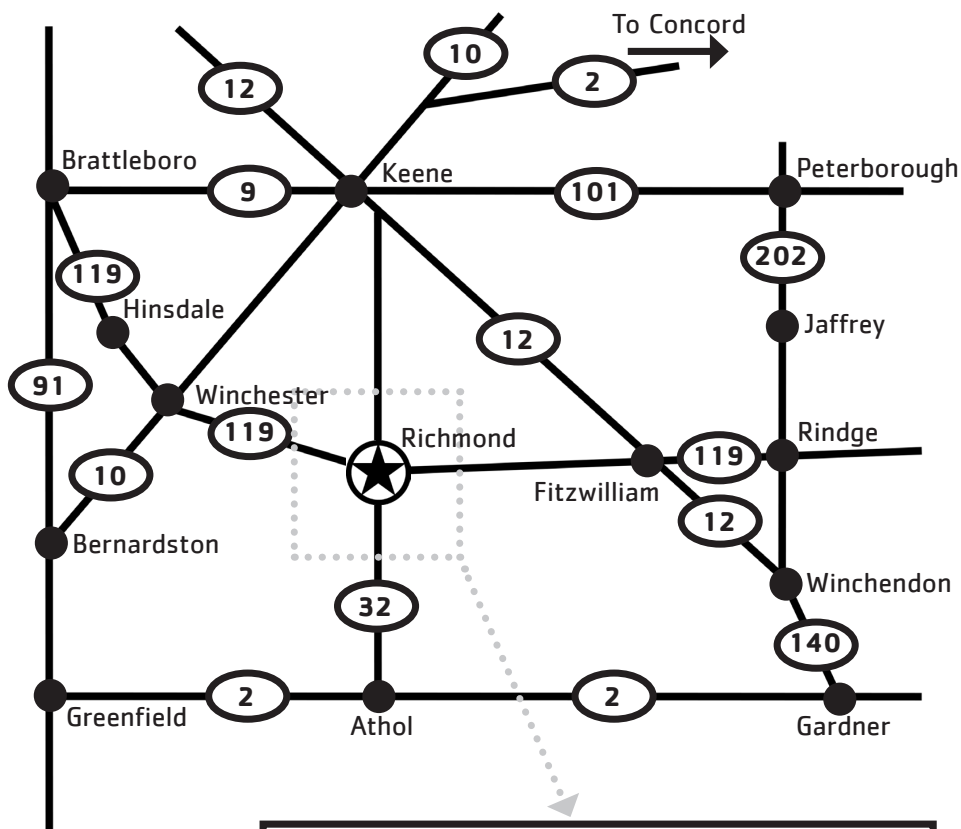 To Concord
10
12
2
Brattleboro
Keene
Peterborough
9
101
119
202
Hinsdale
Jaffrey
12
91
Winchester
119
Richmond
Rindge
119
Fitzwilliam
10
12
Bernardston
Winchendon
32
140
2
2
Greenfield
Athol
Gardner